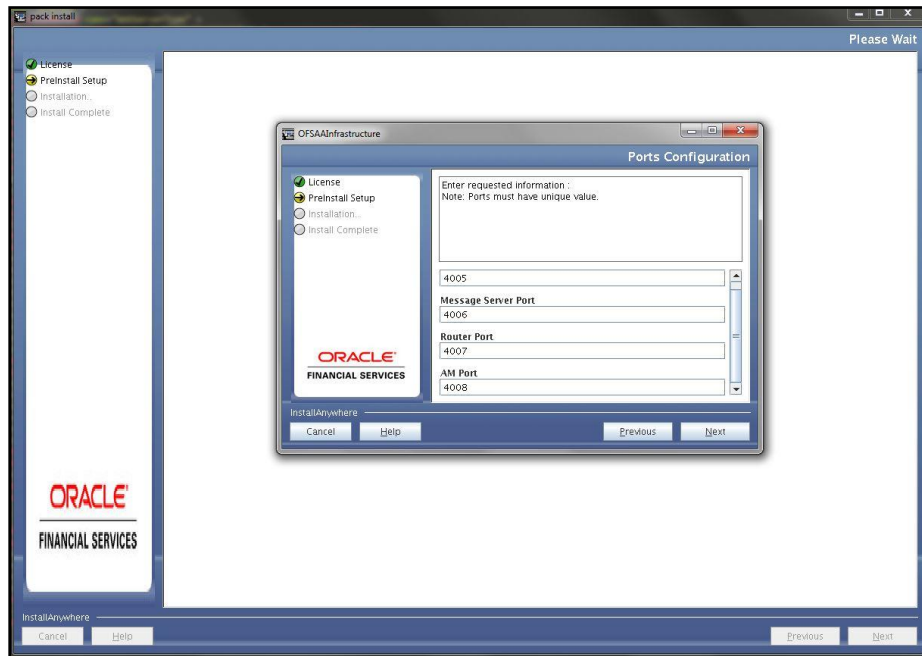 pack install
Please Wait
License
PreInstall Setup
Installation..
Install Complete
OFSAAInfrastructure
Ports Configuration
License
PreInstall Setup
Installation..
Install Complete
Enter requested information :
Note: Ports must have unique value.
4005
Message Server Port
4006
Router Port
4007
AM Port
4008
ORACLE
FINANCIAL SERVICES
InstallAnywhere
Cancel Help Previous Next
ORACLE
FINANCIAL SERVICES
InstallAnywhere
Cancel Help Previous Next